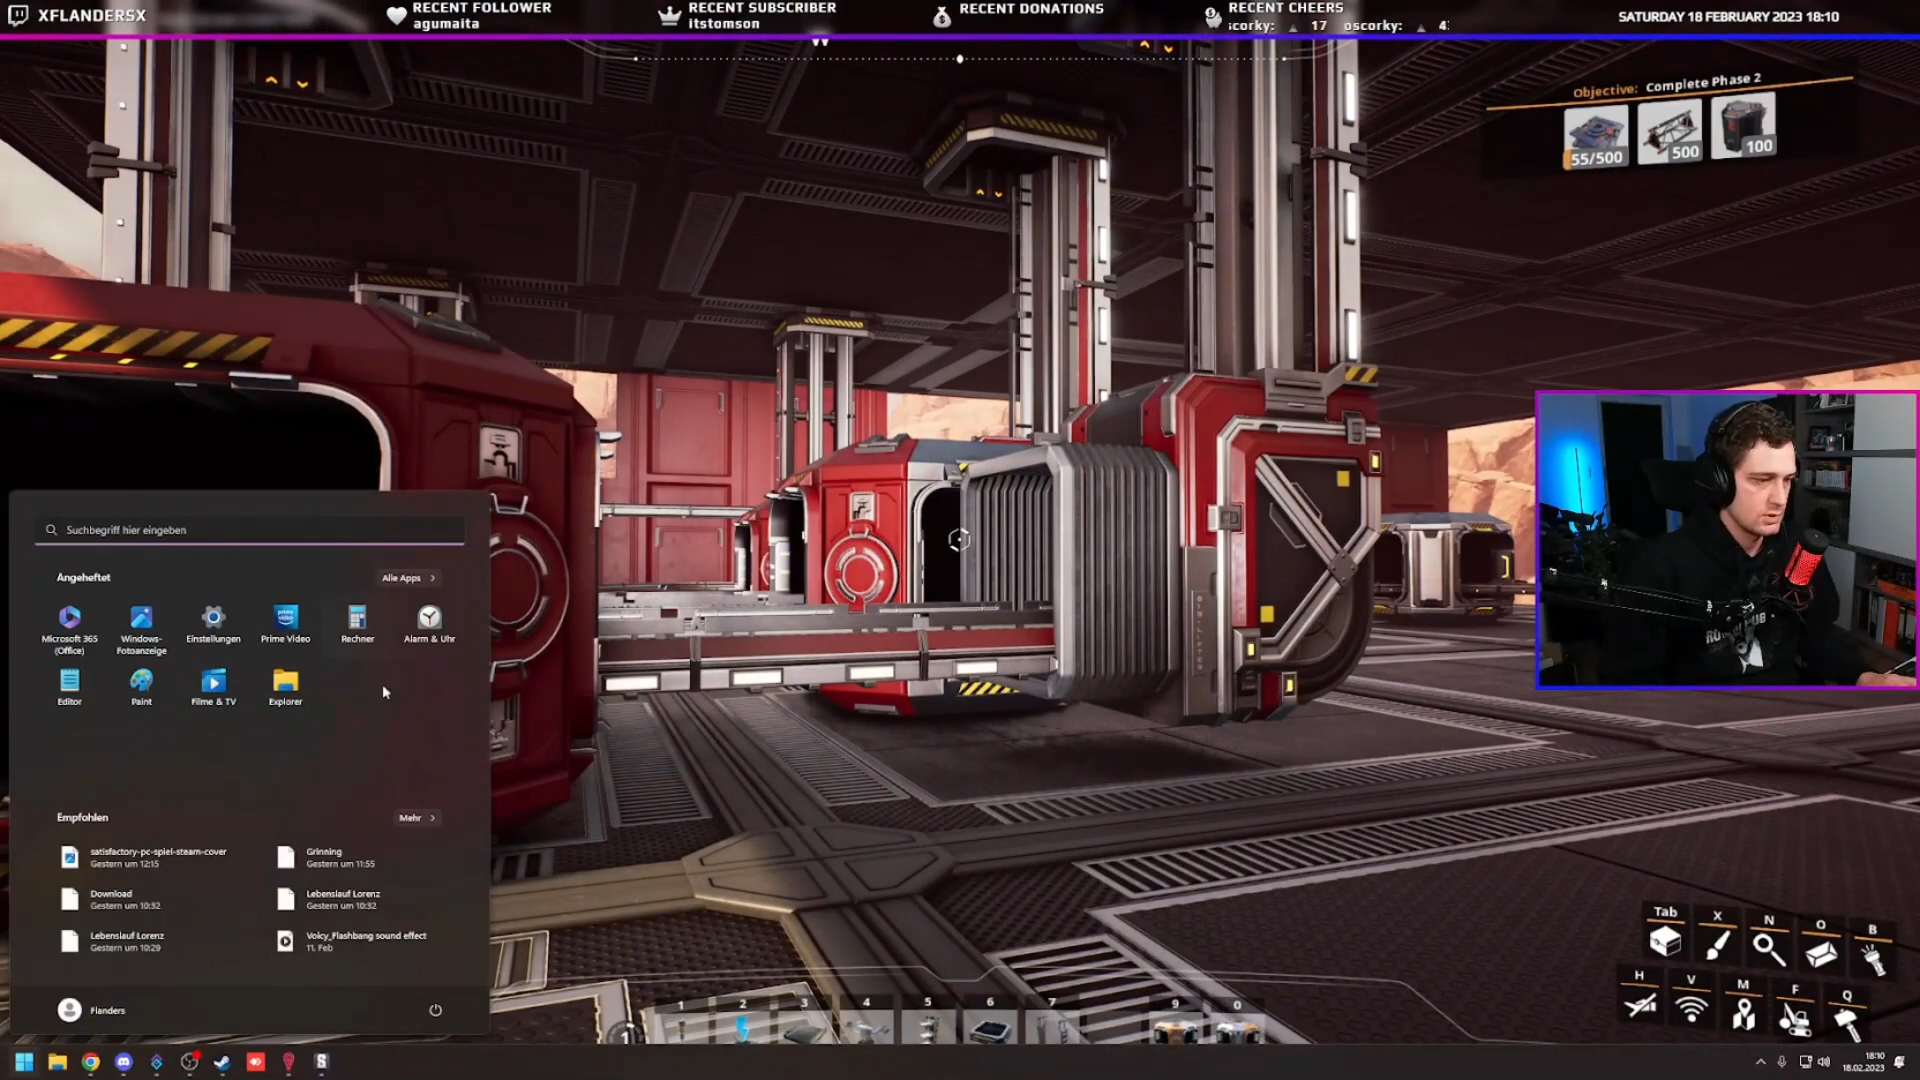 XFLANDERSX
RECENT FOLLOWER
agumaita
RECENT SUBSCRIBER
itstomson
RECENT DONATIONS
RECENT CHEERS
scorky: 17 oscorky: 4
SATURDAY 18 FEBRUARY 2023 18:10
W
Objective: Complete Phase 2
55/500
500
100
Suchbegriff hier eingeben
Angeheftet
Alle Apps
Microsoft 365
(Office)
Windows-
Fotoanzeige
Einstellungen
Prime Video
Rechner
Alarm & Uhr
Editor
Paint
Filme & TV
Explorer
Empfohlen
Mehr
satisfactory-pc-spiel-steam-cover
Gestern um 12:15
Grinning
Gestern um 11:55
Download
Gestern um 10:32
Lebenslauf Lorenz
Gestern um 10:32
Lebenslauf Lorenz
Gestern um 10:29
Voicy_Flashbang sound effect
11. Feb
Flanders
1 2 3 4 5 6 7 9 0
Tab X N O B
H V M F Q
18:10
18.02.2023